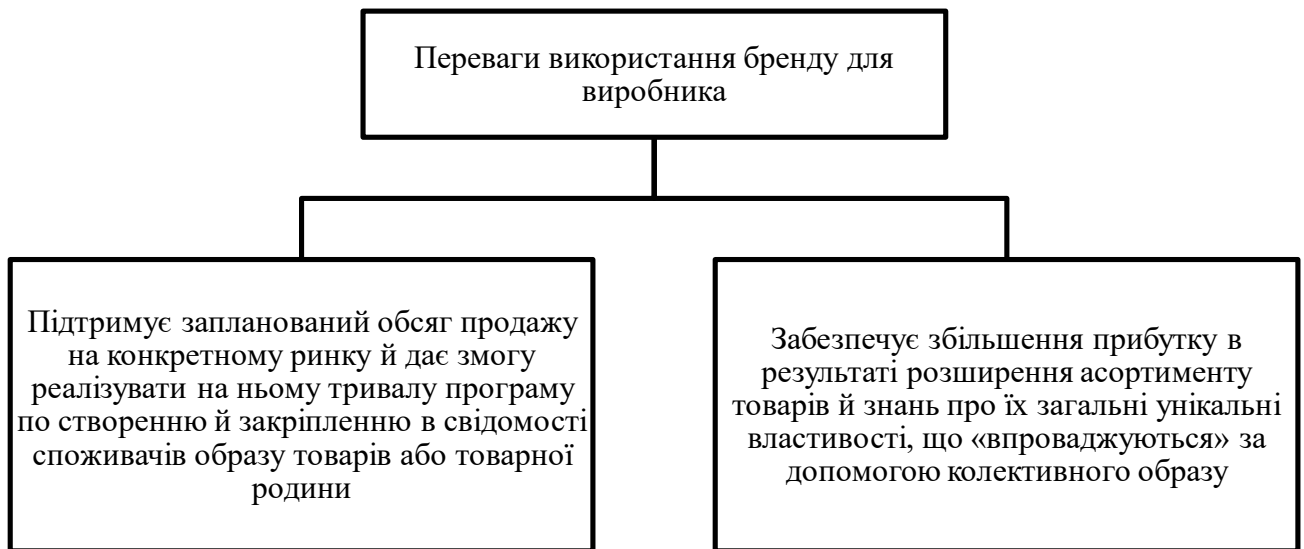 Переваги використання бренду для
виробника
Підтримує запланований обсяг продажу
на конкретному ринку й дає змогу
реалізувати на ньому тривалу програму
по створенню й закріпленню в свідомості
споживачів образу товарів або товарної
родини
Забезпечує збільшення прибутку в
результаті розширення асортименту
товарів й знань про їх загальні унікальні
властивості, що «впроваджуються» за
допомогою колективного образу